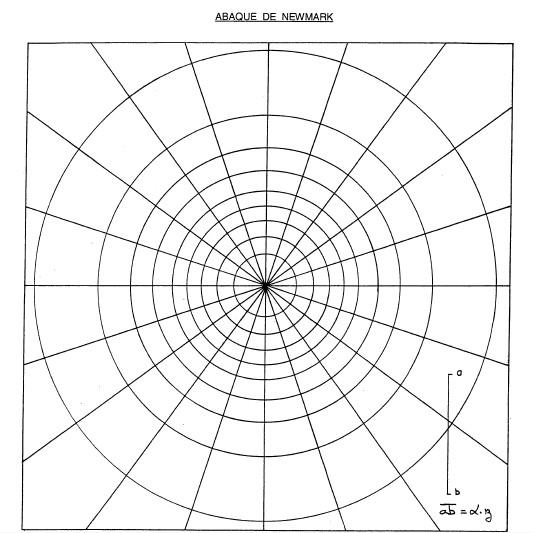 ABAQUE DE NEWMARK
a
b
ab = α.z